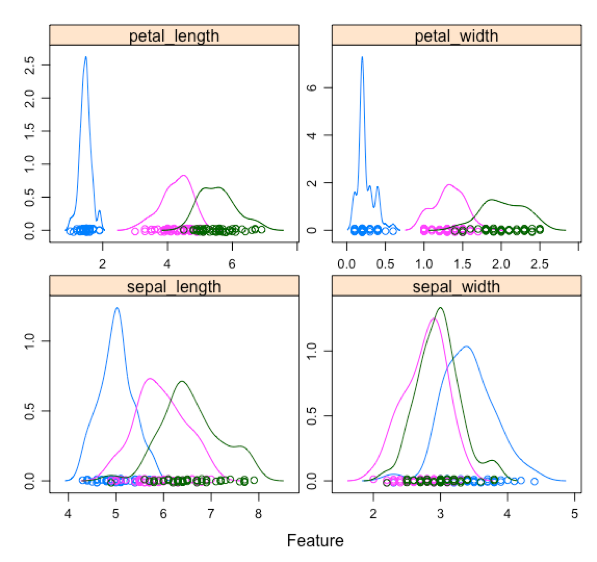 petal_length
petal_width
0.0 0.5 1.0 1.5 2.0 2.5
2 4 6
0 2 4 6
0.0 0.5 1.0 1.5 2.0 2.5
sepal_length
sepal_width
0.0 0.5 1.0
4 5 6 7 8
0.0 0.5 1.0
2 3 4 5
Feature